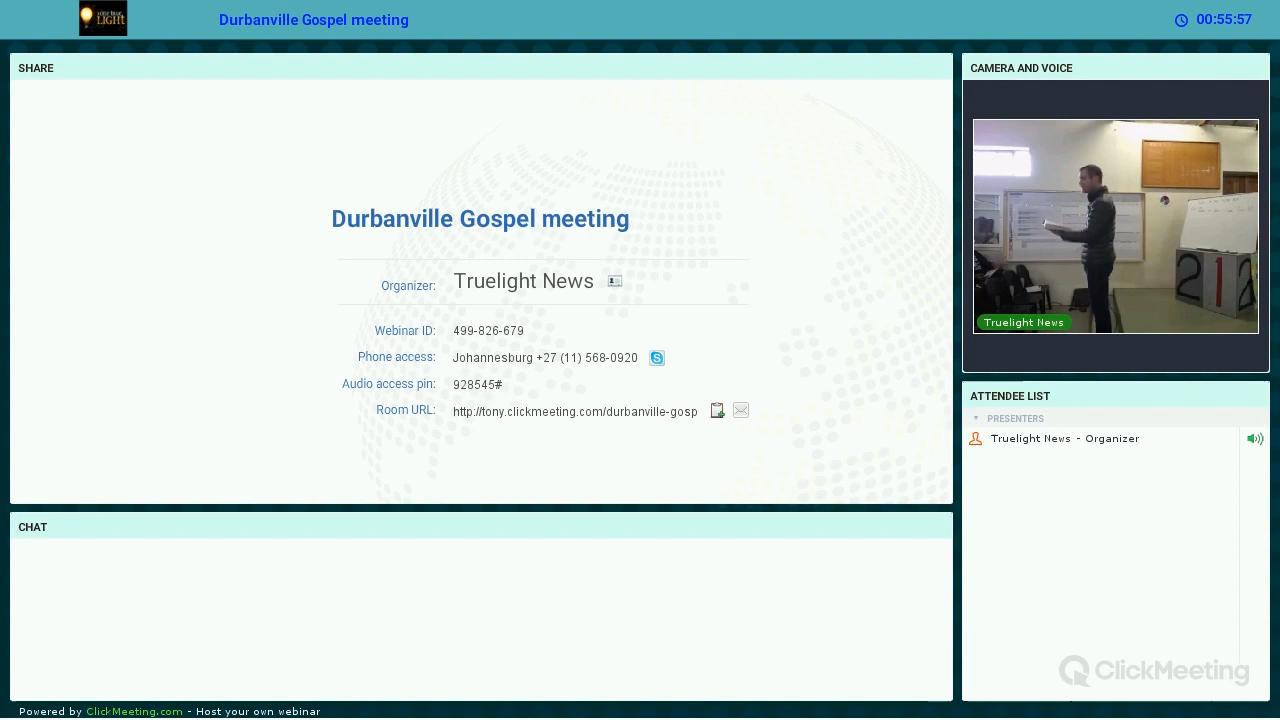 LIGHT
Durbanville Gospel meeting
00:55:57
SHARE
Durbanville Gospel meeting
Organizer: Truelight News
Webinar ID: 499-826-679
Phone access: Johannesburg +27 (11) 568-0920
Audio access pin: 928545#
Room URL: http://tony.clickmeeting.com/durbanville-gosp
CHAT
CAMERA AND VOICE
212
Truelight News
ATTENDEE LIST
PRESENTERS
Truelight News - Organizer
ClickMeeting
Powered by ClickMeeting.com - Host your own webinar